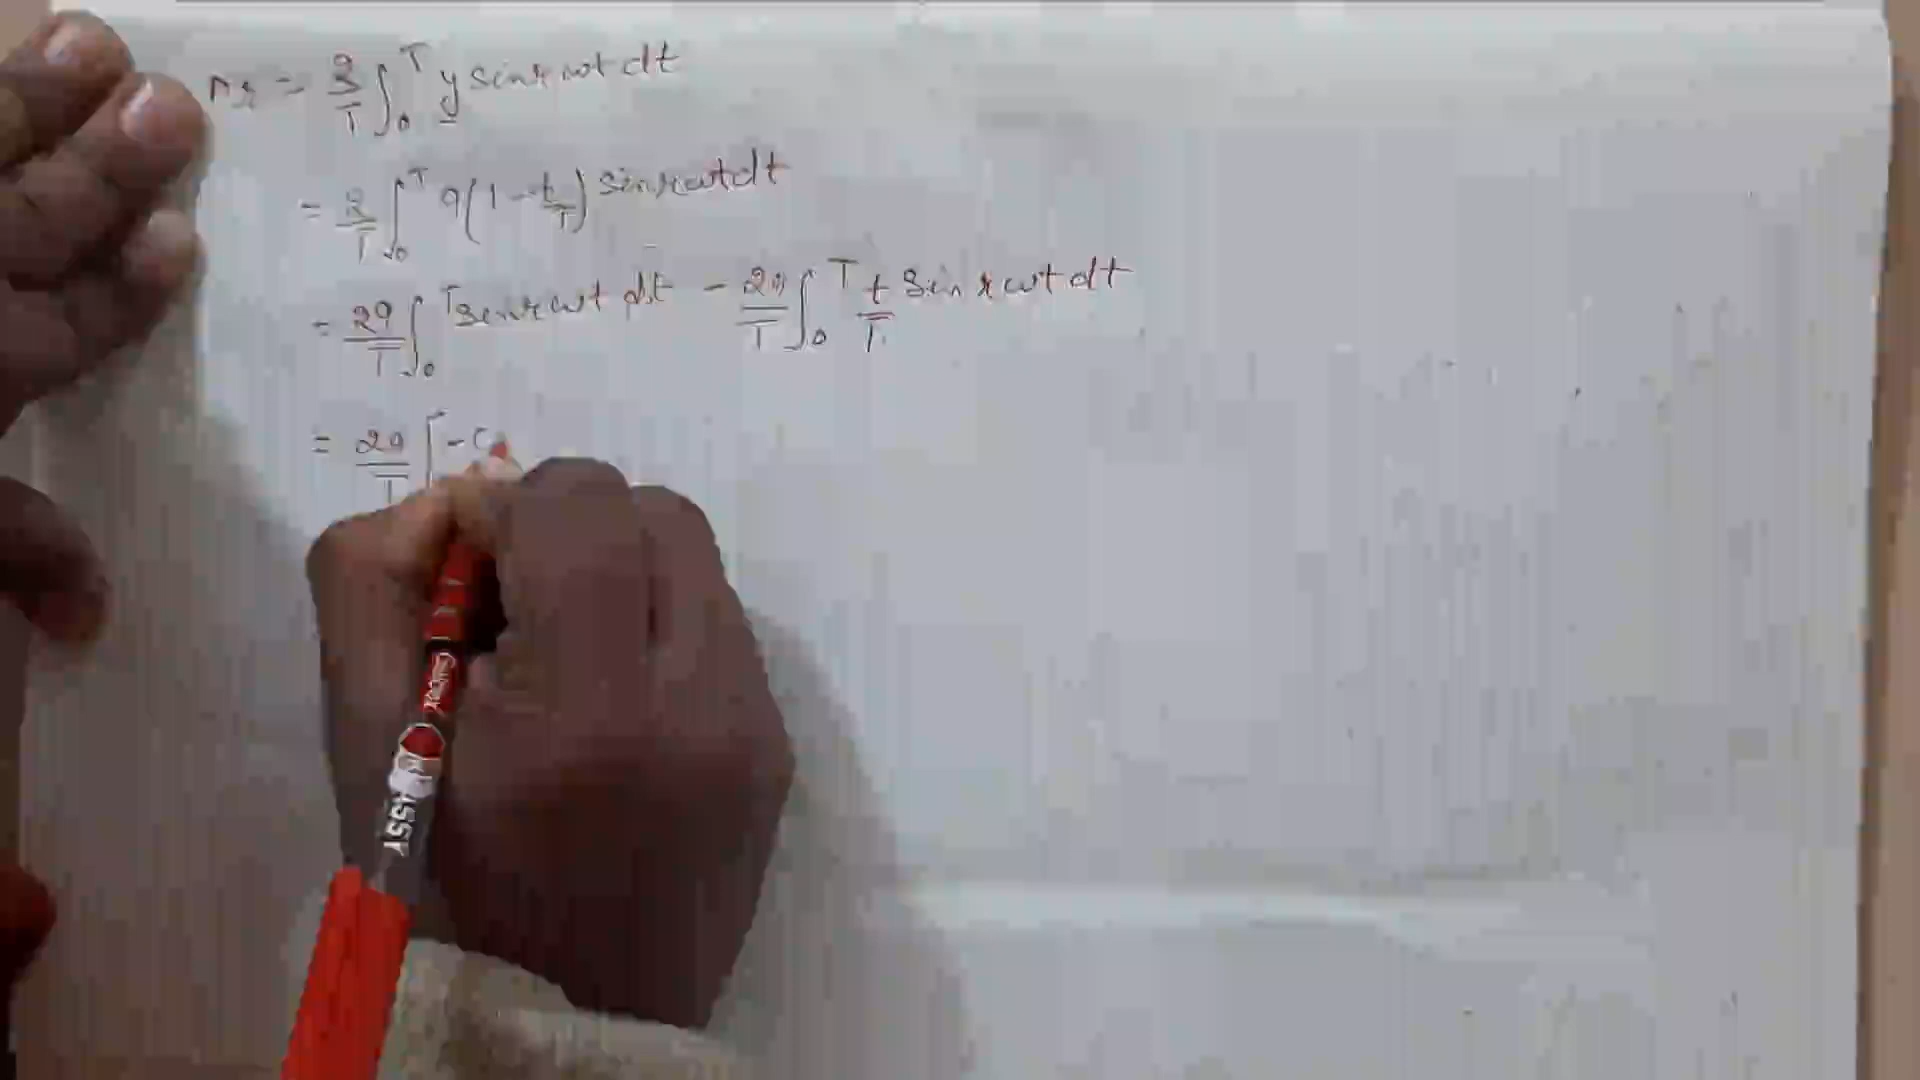 = 2/T ∫₀ᵀ y sin rωt dt
= 2/T ∫₀ᵀ a(1 - t/T) sin rωt dt
= 2a/T ∫₀ᵀ sin rωt dt - 2a/T ∫₀ᵀ t/T sin rωt dt
= 2a/T [-C